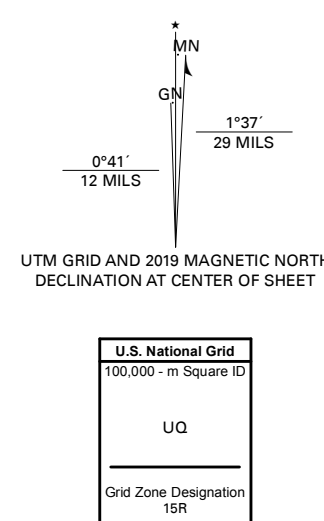 ★
MN
GN
1°37´
29 MILS
0°41´
12 MILS
UTM GRID AND 2019 MAGNETIC NORTH
DECLINATION AT CENTER OF SHEET
U.S. National Grid
100,000 - m Square ID
UQ
Grid Zone Designation
15R